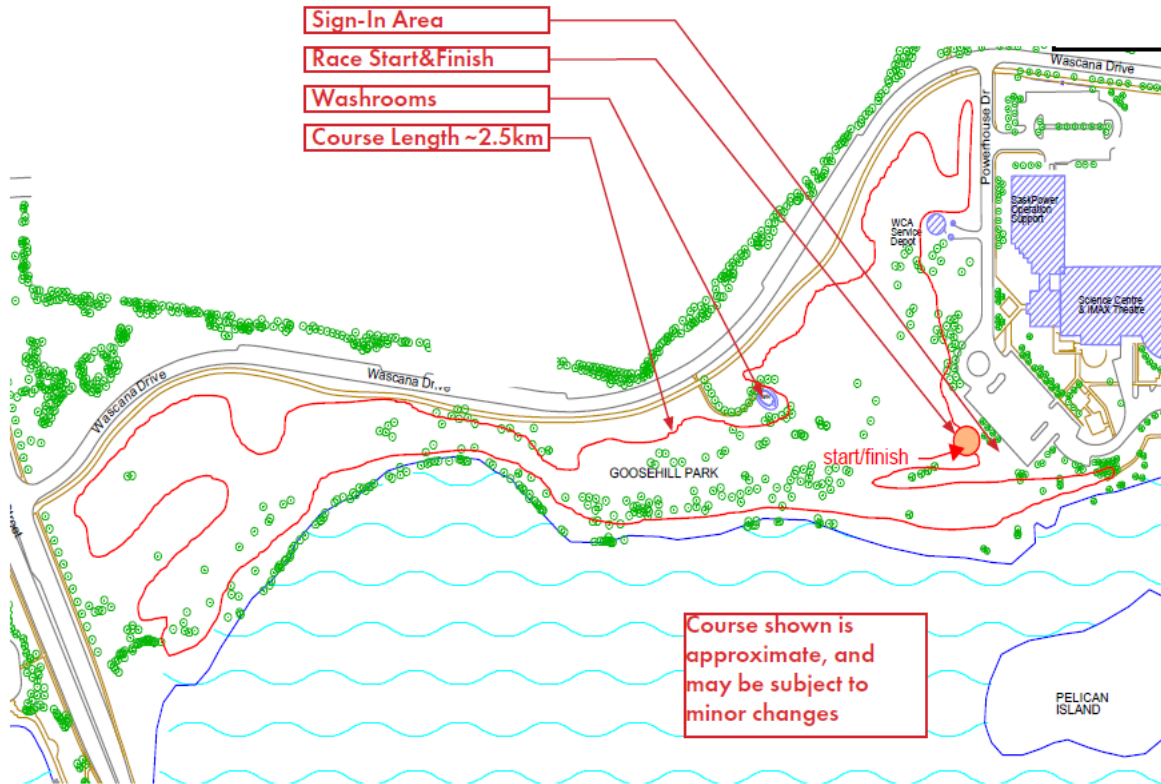 Sign-In Area
Race Start&Finish
Washrooms
Course Length ~2.5km
Wascana Drive
Powerhouse Dr
SaskPower
Operation
Support
WCA
Service
Depot
Science Centre
& IMAX Theatre
Wascana Drive
Wascana Drive
start/finish
GOOSEHILL PARK
Course shown is
approximate, and
may be subject to
minor changes
PELICAN
ISLAND